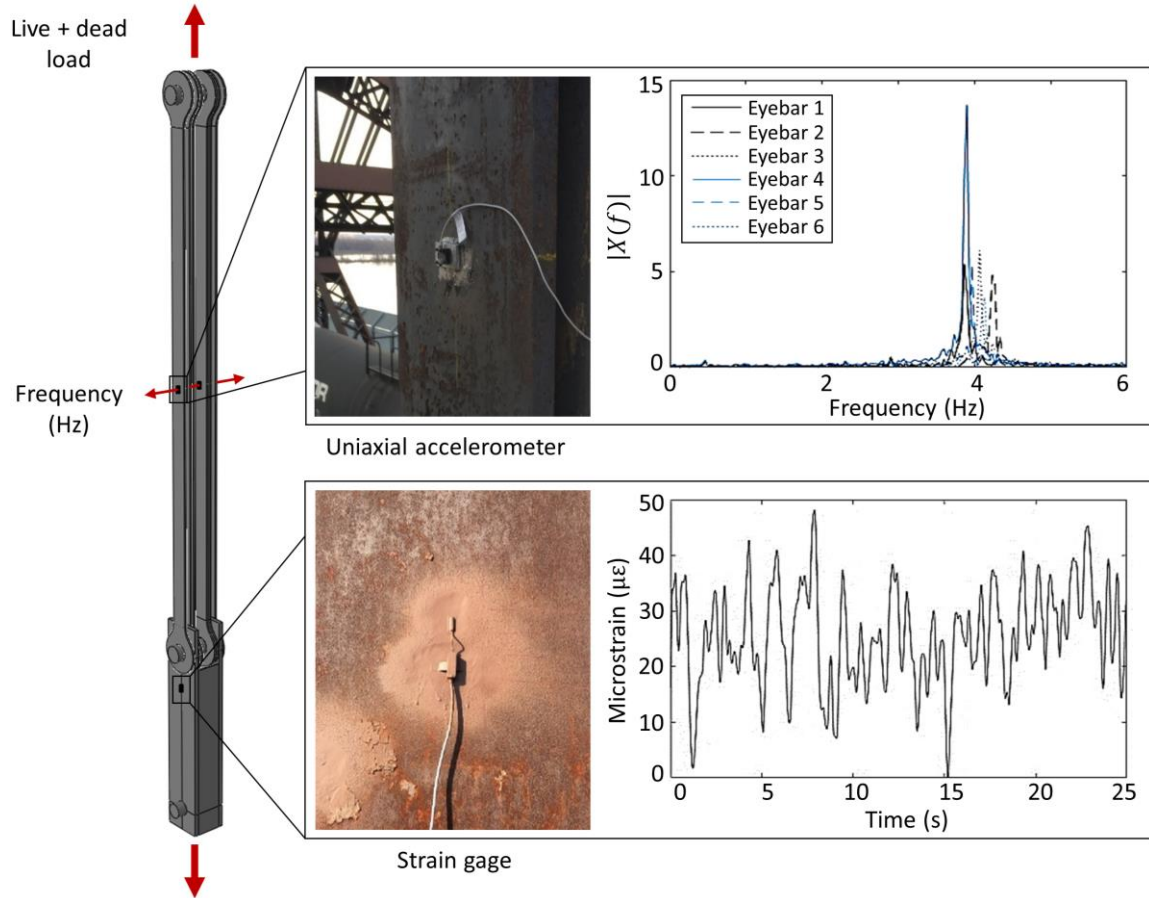 Live + dead
load
Frequency
(Hz)
Uniaxial accelerometer
|X(f)|
15
10
5
0
Eyebar 1
Eyebar 2
Eyebar 3
Eyebar 4
Eyebar 5
Eyebar 6
0 2 4 6
Frequency (Hz)
Strain gage
Microstrain (με)
50
40
30
20
10
0
0 5 10 15 20 25
Time (s)